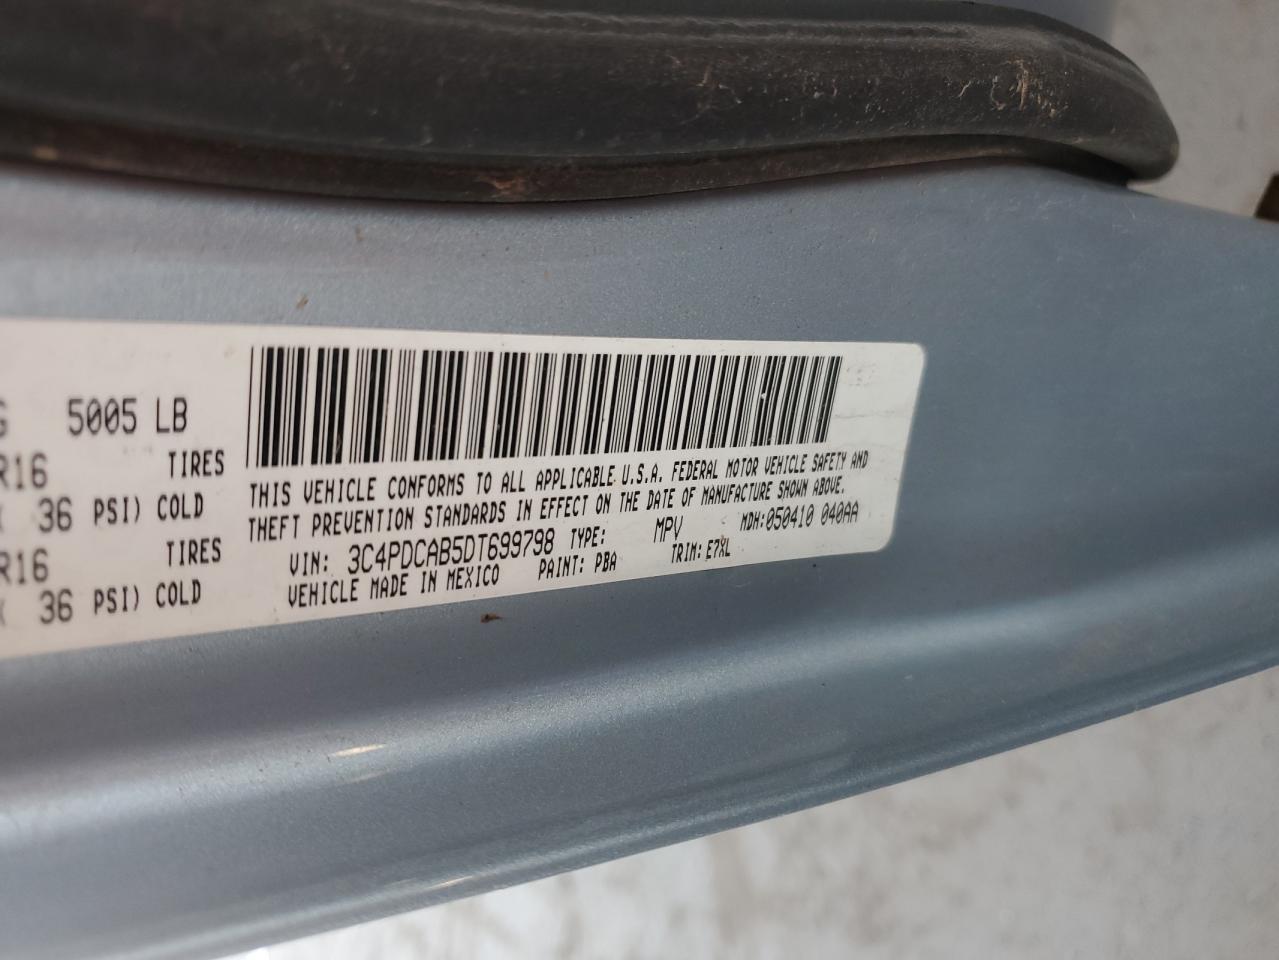 5005 LB
R16 TIRES
36 PSI) COLD
R16 TIRES
36 PSI) COLD
THIS VEHICLE CONFORMS TO ALL APPLICABLE U.S.A. FEDERAL MOTOR VEHICLE SAFETY AND
THEFT PREVENTION STANDARDS IN EFFECT ON THE DATE OF MANUFACTURE SHOWN ABOVE.
VIN: 3C4PDCAB5DT699798 TYPE: MPV MDH:050410 040AA
VEHICLE MADE IN MEXICO PAINT: PBA TRIM: E7XL